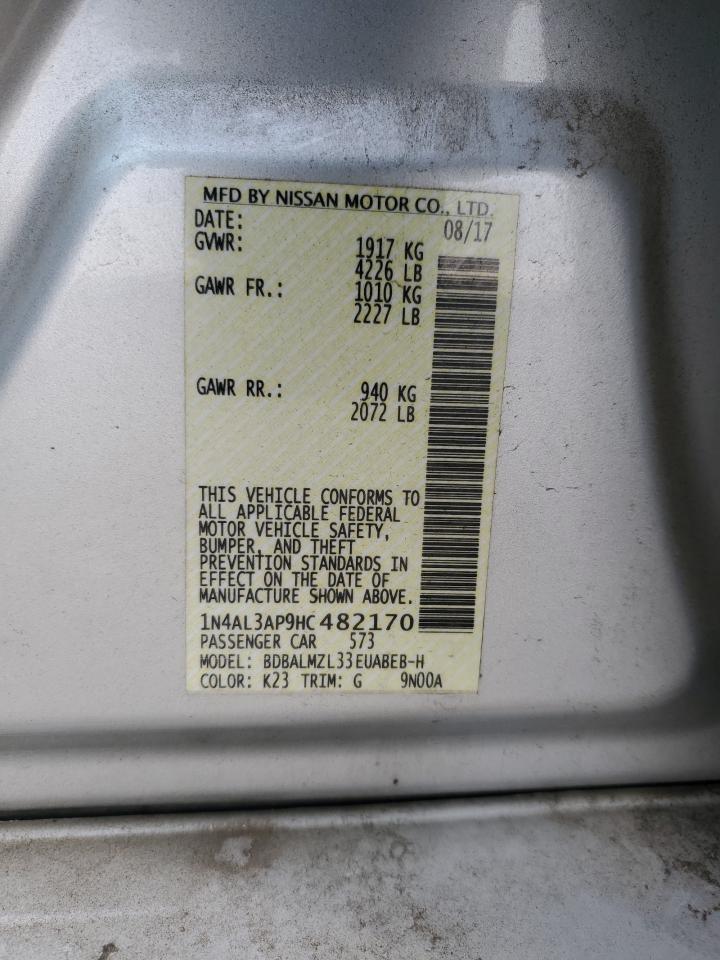 MFD BY NISSAN MOTOR CO., LTD.
DATE: 08/17
GVWR: 1917 KG
4226 LB
GAWR FR.: 1010 KG
2227 LB
GAWR RR.: 940 KG
2072 LB
THIS VEHICLE CONFORMS TO
ALL APPLICABLE FEDERAL
MOTOR VEHICLE SAFETY,
BUMPER, AND THEFT
PREVENTION STANDARDS IN
EFFECT ON THE DATE OF
MANUFACTURE SHOWN ABOVE.
1N4AL3AP9HC482170
PASSENGER CAR 573
MODEL: BDBALMZL33EUABEB-H
COLOR: K23 TRIM: G 9N00A